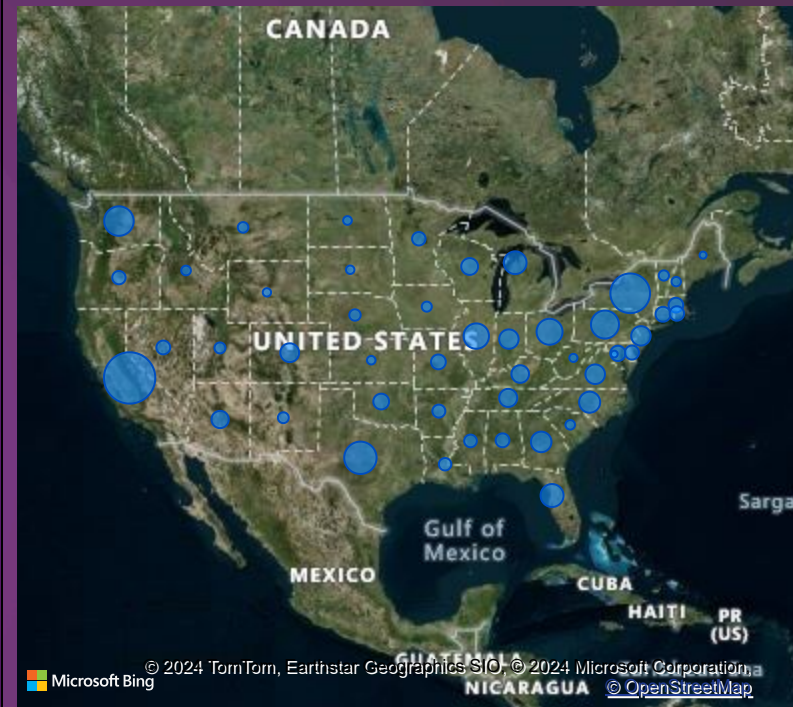 CANADA
UNITED STATES
Sarga
Gulf of
Mexico
MEXICO
CUBA
HAITI
PR
(US)
GUATEMALA
© 2024 TomTom, Earthstar Geographics SIO, © 2024 Microsoft Corporation,
Microsoft Bing
NICARAGUA
© OpenStreetMap